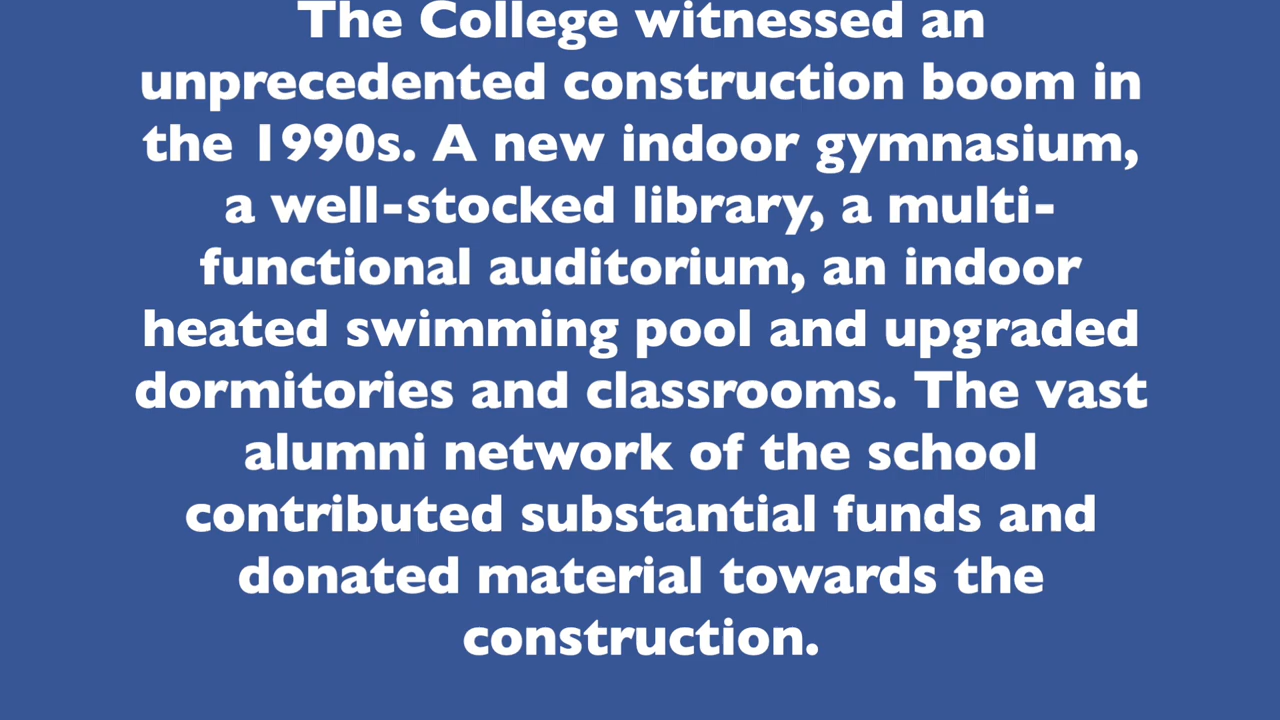 The College witnessed an
unprecedented construction boom in
the 1990s. A new indoor gymnasium,
a well-stocked library, a multi-
functional auditorium, an indoor
heated swimming pool and upgraded
dormitories and classrooms. The vast
alumni network of the school
contributed substantial funds and
donated material towards the
construction.